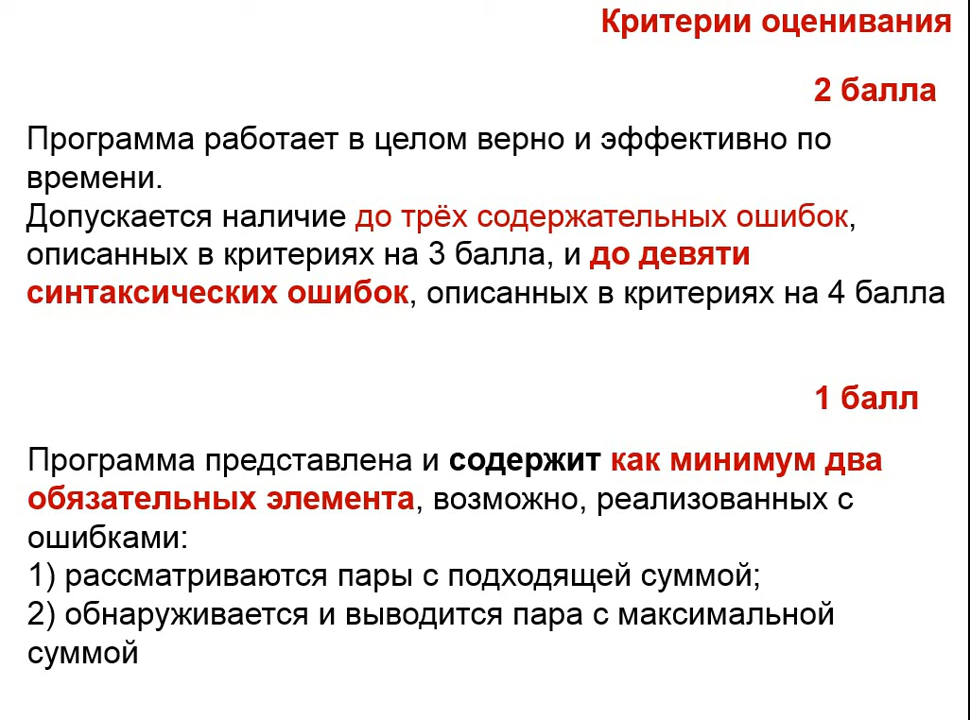 Критерии оценивания
2 балла
Программа работает в целом верно и эффективно по
времени.
Допускается наличие до трёх содержательных ошибок,
описанных в критериях на 3 балла, и до девяти
синтаксических ошибок, описанных в критериях на 4 балла
1 балл
Программа представлена и содержит как минимум два
обязательных элемента, возможно, реализованных с
ошибками:
1) рассматриваются пары с подходящей суммой;
2) обнаруживается и выводится пара с максимальной
суммой